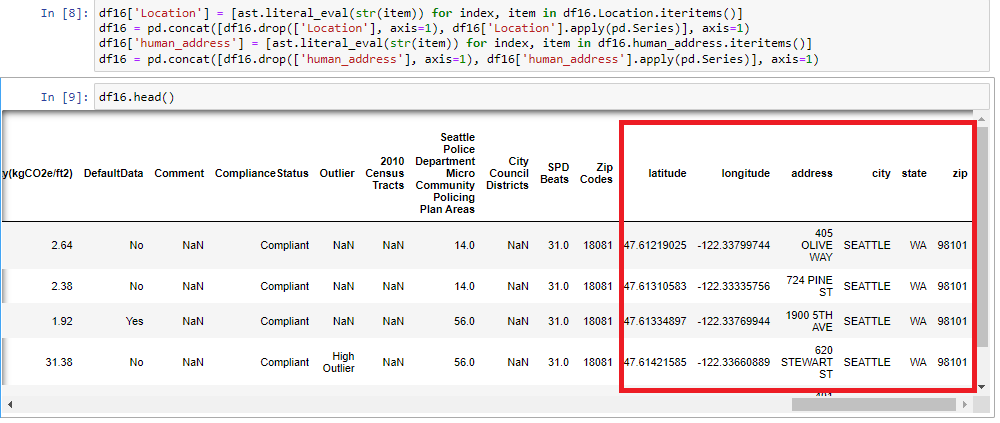 In [8]: df16['Location'] = [ast.literal_eval(str(item)) for index, item in df16.Location.iteritems()]
df16 = pd.concat([df16.drop(['Location'], axis=1), df16['Location'].apply(pd.Series)], axis=1)
df16['human_address'] = [ast.literal_eval(str(item)) for index, item in df16.human_address.iteritems()]
df16 = pd.concat([df16.drop(['human_address'], axis=1), df16['human_address'].apply(pd.Series)], axis=1)
In [9]: df16.head()
y(kgCO2e/ft2) DefaultData Comment ComplianceStatus Outlier 2010 Census Tracts Seattle Police Department Micro Community Policing Plan Areas City Council Districts SPD Beats Zip Codes latitude longitude address city state zip
2.64 No NaN Compliant NaN NaN 14.0 NaN 31.0 18081 47.61219025 -122.33799744 405 OLIVE WAY SEATTLE WA 98101
2.38 No NaN Compliant NaN NaN 14.0 NaN 31.0 18081 47.61310583 -122.33335756 724 PINE ST SEATTLE WA 98101
1.92 Yes NaN Compliant NaN NaN 56.0 NaN 31.0 18081 47.61334897 -122.33769944 1900 5TH AVE SEATTLE WA 98101
31.38 No NaN Compliant High Outlier NaN 56.0 NaN 31.0 18081 47.61421585 -122.33660889 620 STEWART ST SEATTLE WA 98101